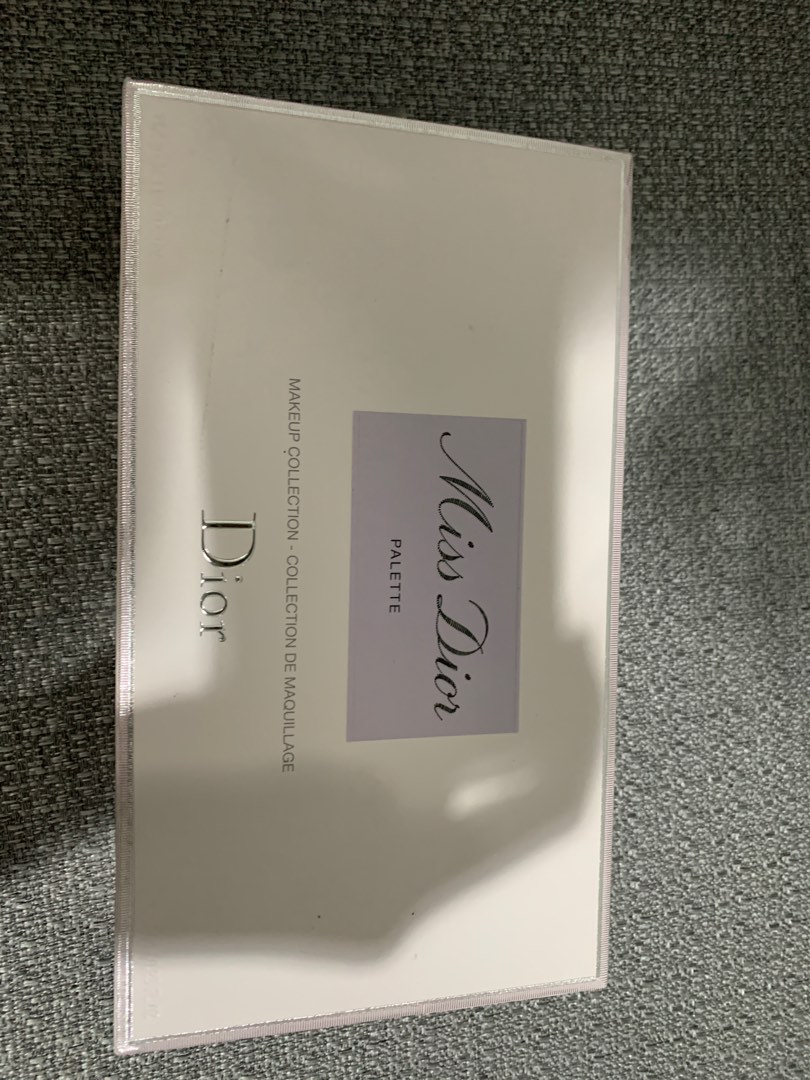 Miss Dior
PALETTE
MAKEUP COLLECTION - COLLECTION DE MAQUILLAGE
Dior